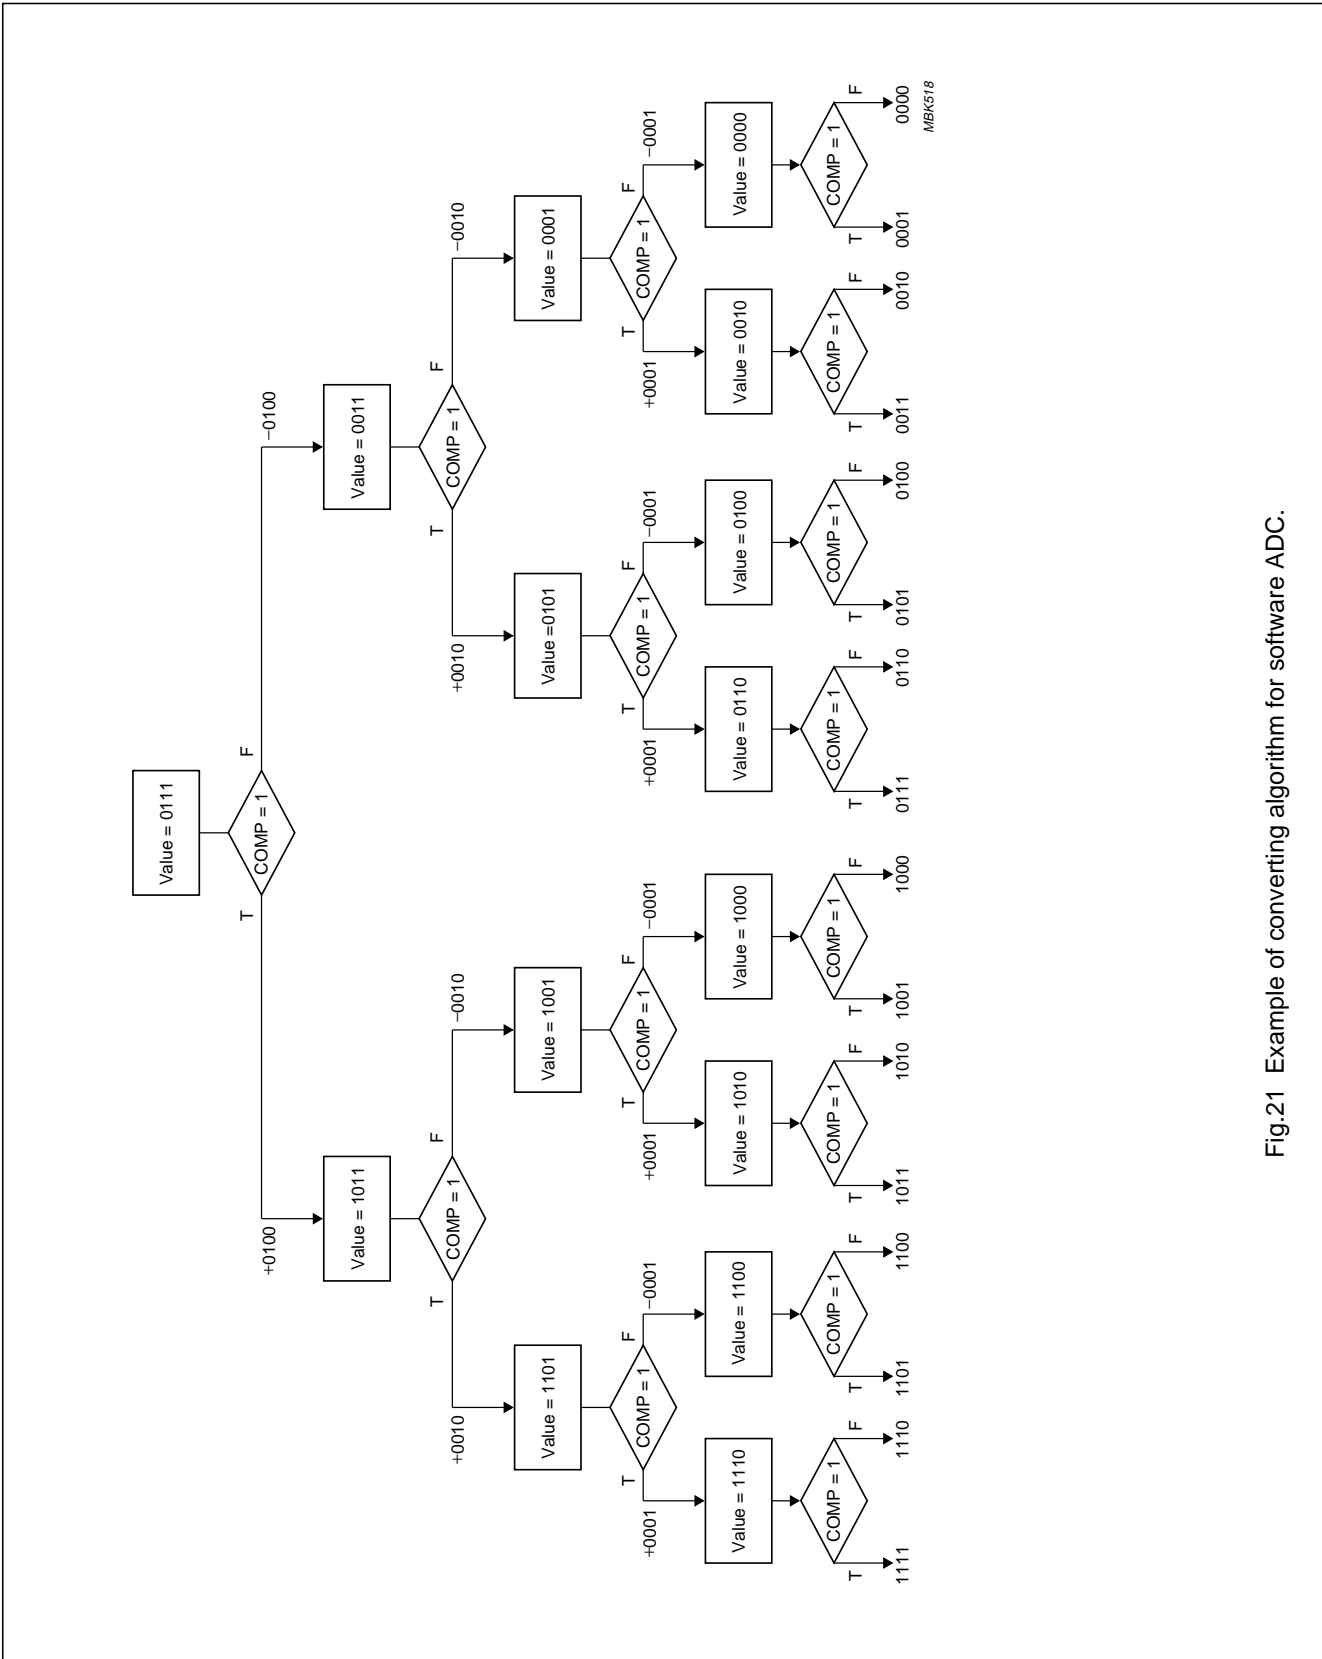 Value = 0111
COMP = 1
T
F
+0100
−0100
Value = 1011
Value = 0011
COMP = 1
COMP = 1
T
F
T
F
+0010
−0010
+0010
−0010
Value = 1101
Value = 1001
Value =0101
Value = 0001
COMP = 1
COMP = 1
COMP = 1
COMP = 1
T
F
T
F
T
F
T
F
+0001
−0001
+0001
−0001
+0001
−0001
+0001
−0001
Value = 1110
Value = 1100
Value = 1010
Value = 1000
Value = 0110
Value = 0100
Value = 0010
Value = 0000
COMP = 1
COMP = 1
COMP = 1
COMP = 1
COMP = 1
COMP = 1
COMP = 1
COMP = 1
T
F
T
F
T
F
T
F
T
F
T
F
T
F
T
F
1111
1110
1101
1100
1011
1010
1001
1000
0111
0110
0101
0100
0011
0010
0001
0000
MBK518
Fig.21 Example of converting algorithm for software ADC.